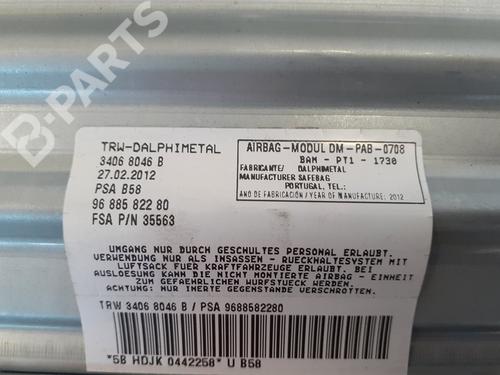 B-PARTS
TRW-DALPHIMETAL
3406 8046 B
27.02.2012
PSA B58
96 885 822 80
FSA P/N 35563
AIRBAG-MODUL DM-PAB-0708
BAM - PT1 - 1730
FABRICANTE/ DALPHIMETAL
MANUFACTURER SAFEBAG
PORTUGAL, TEL.:
ANO DE FABRICACION / YEAR OF MANUFACTURE: 2012
UMGANG NUR DURCH GESCHULTES PERSONAL ERLAUBT.
VERWENDUNG NUR ALS INSASSEN - RUECKHALTESYSTEM MIT
LUFTSACK FUER KRAFTFAHRZEUGE ERLAUBT. BEI
AUSLOESUNG KANN DIE NICHT MONTIERTE AIRBAG - EINHEIT
ZUM GEFAEHRLICHEN WURFSTUECK WERDEN.
ACHTUNG: NUR INSGESAMT VERSCHROTTEN.
TRW 3406 8046 B / PSA 9688582280
*5B HDJK 0442258* U B58